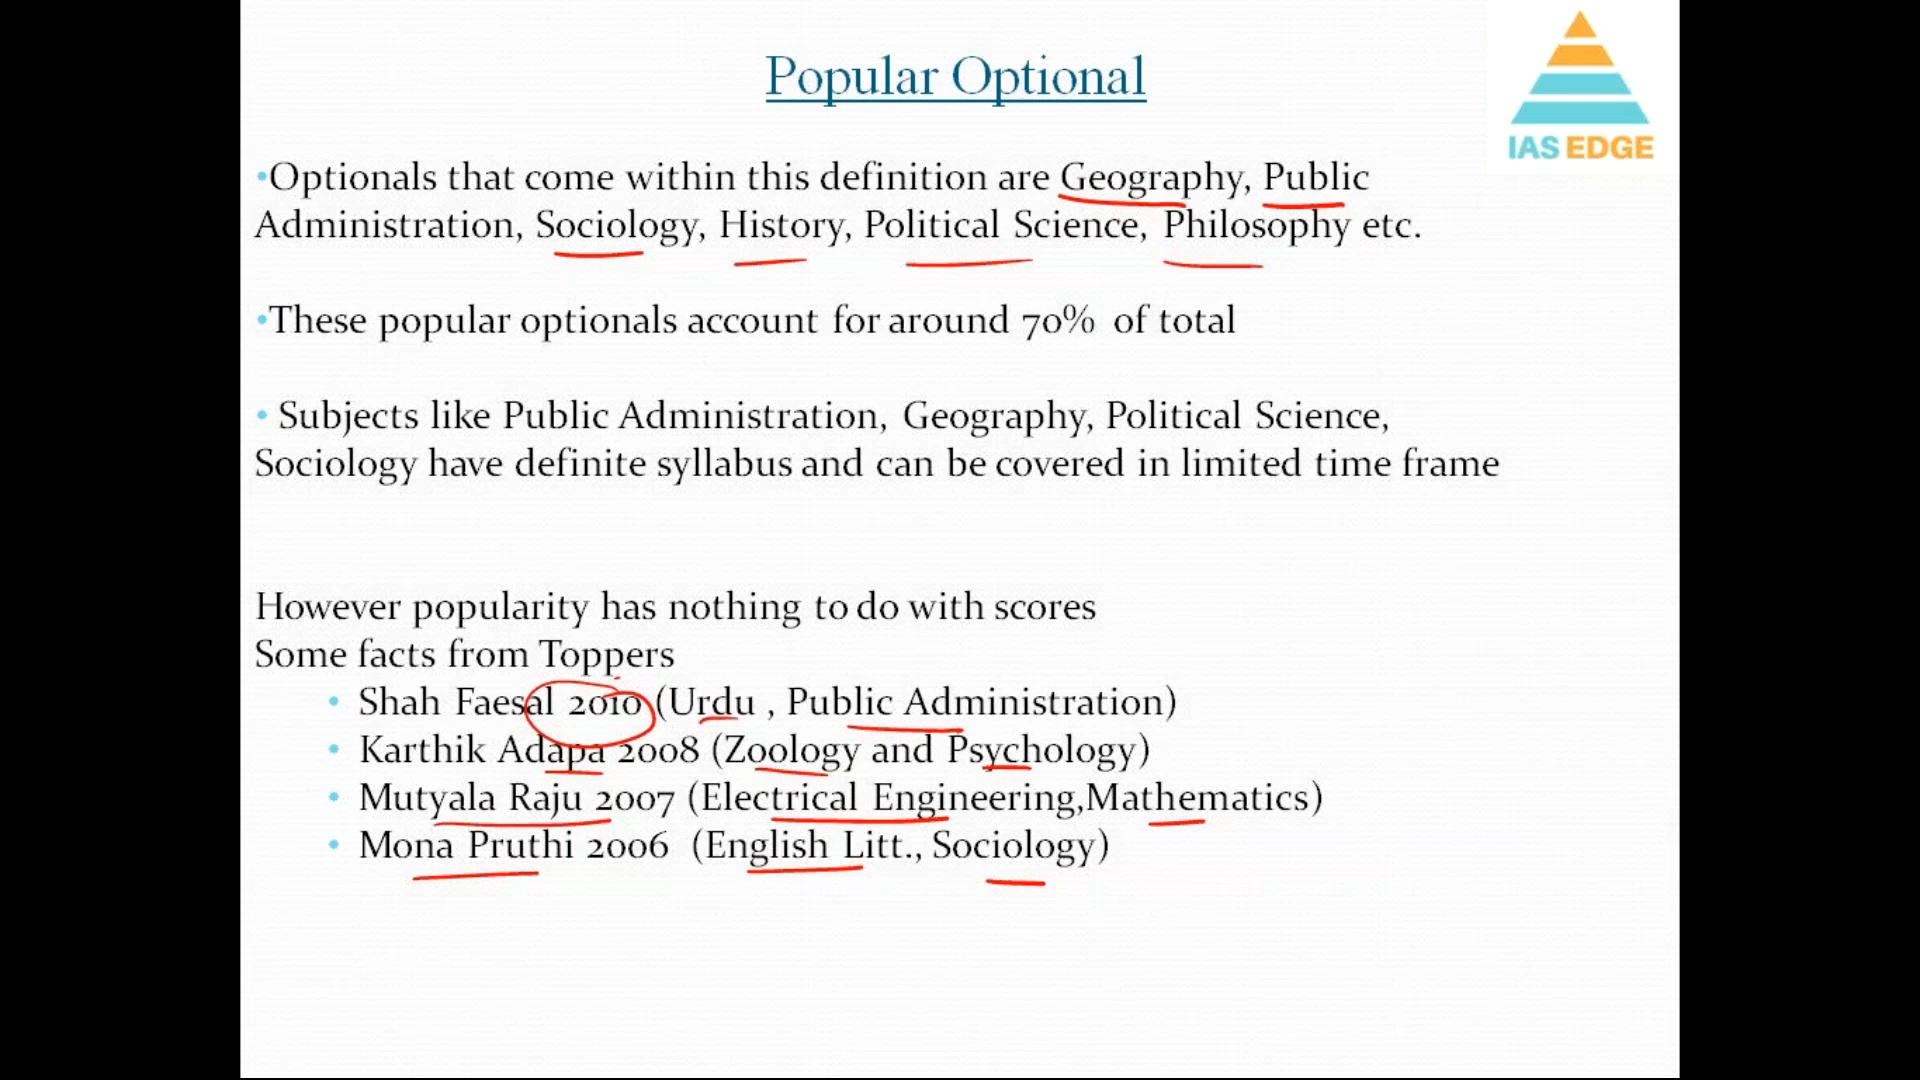 Popular Optional
IAS EDGE
•Optionals that come within this definition are Geography, Public
Administration, Sociology, History, Political Science, Philosophy etc.
•These popular optionals account for around 70% of total
• Subjects like Public Administration, Geography, Political Science,
Sociology have definite syllabus and can be covered in limited time frame
However popularity has nothing to do with scores
Some facts from Toppers
• Shah Faesal 2010 (Urdu , Public Administration)
• Karthik Adapa 2008 (Zoology and Psychology)
• Mutyala Raju 2007 (Electrical Engineering,Mathematics)
• Mona Pruthi 2006 (English Litt., Sociology)